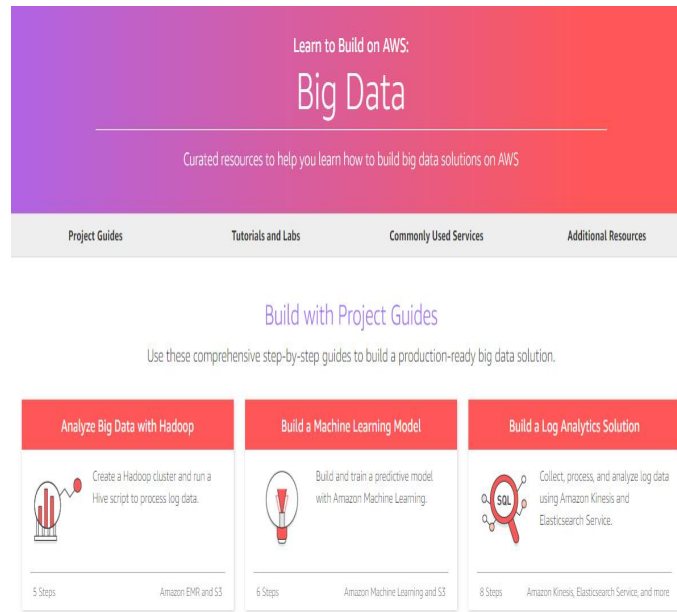 Learn to Build on AWS:
Big Data
Curated resources to help you learn how to build big data solutions on AWS
Project Guides
Tutorials and Labs
Commonly Used Services
Additional Resources
Build with Project Guides
Use these comprehensive step-by-step guides to build a production-ready big data solution.
Analyze Big Data with Hadoop
Create a Hadoop cluster and run a
Hive script to process log data.
5 Steps
Amazon EMR and S3
Build a Machine Learning Model
Build and train a predictive model
with Amazon Machine Learning.
6 Steps
Amazon Machine Learning and S3
Build a Log Analytics Solution
SQL
Collect, process, and analyze log data
using Amazon Kinesis and
Elasticsearch Service.
8 Steps
Amazon Kinesis, Elasticsearch Service, and more